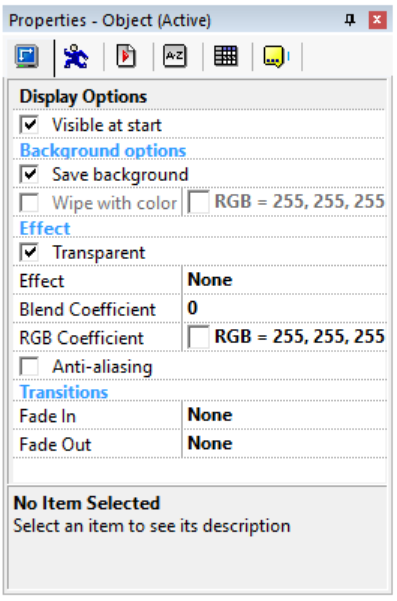 Properties - Object (Active)
A-Z
Display Options
Visible at start
Background options
Save background
Wipe with color RGB = 255, 255, 255
Effect
Transparent
Effect None
Blend Coefficient 0
RGB Coefficient RGB = 255, 255, 255
Anti-aliasing
Transitions
Fade In None
Fade Out None
No Item Selected
Select an item to see its description